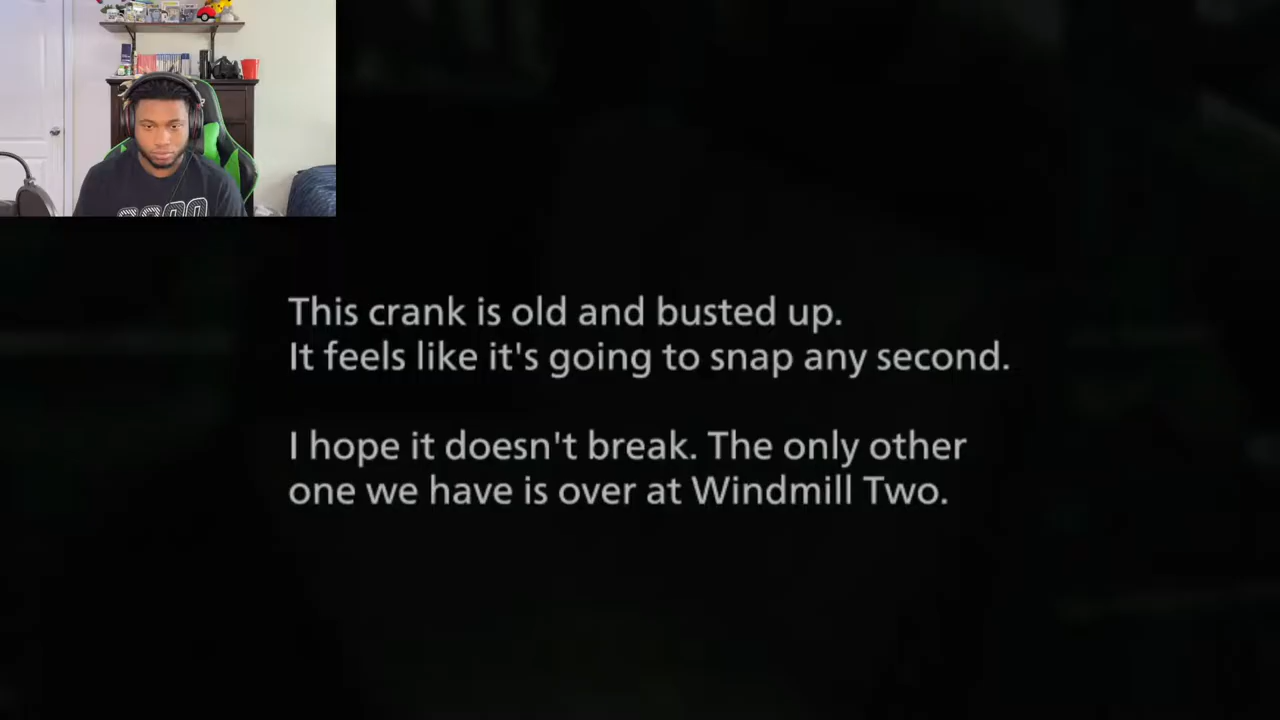 This crank is old and busted up.
It feels like it's going to snap any second.
I hope it doesn't break. The only other
one we have is over at Windmill Two.